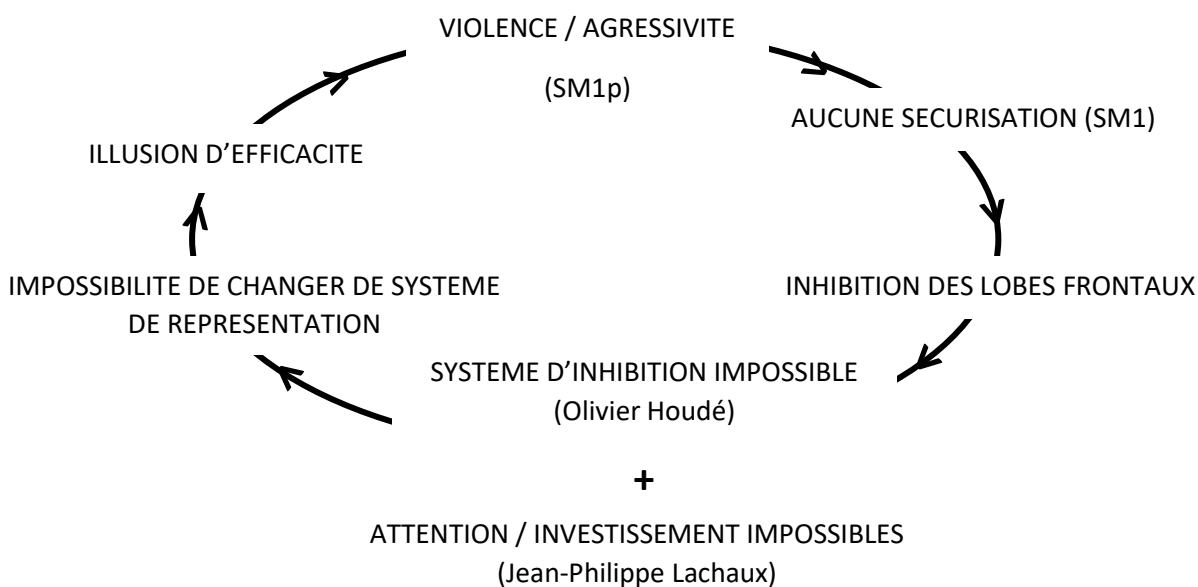 VIOLENCE / AGRESSIVITE
(SM1p)
AUCUNE SECURISATION (SM1)
ILLUSION D’EFFICACITE
IMPOSSIBILITE DE CHANGER DE SYSTEME
DE REPRESENTATION
INHIBITION DES LOBES FRONTAUX
SYSTEME D’INHIBITION IMPOSSIBLE
(Olivier Houdé)
+
ATTENTION / INVESTISSEMENT IMPOSSIBLES
(Jean-Philippe Lachaux)